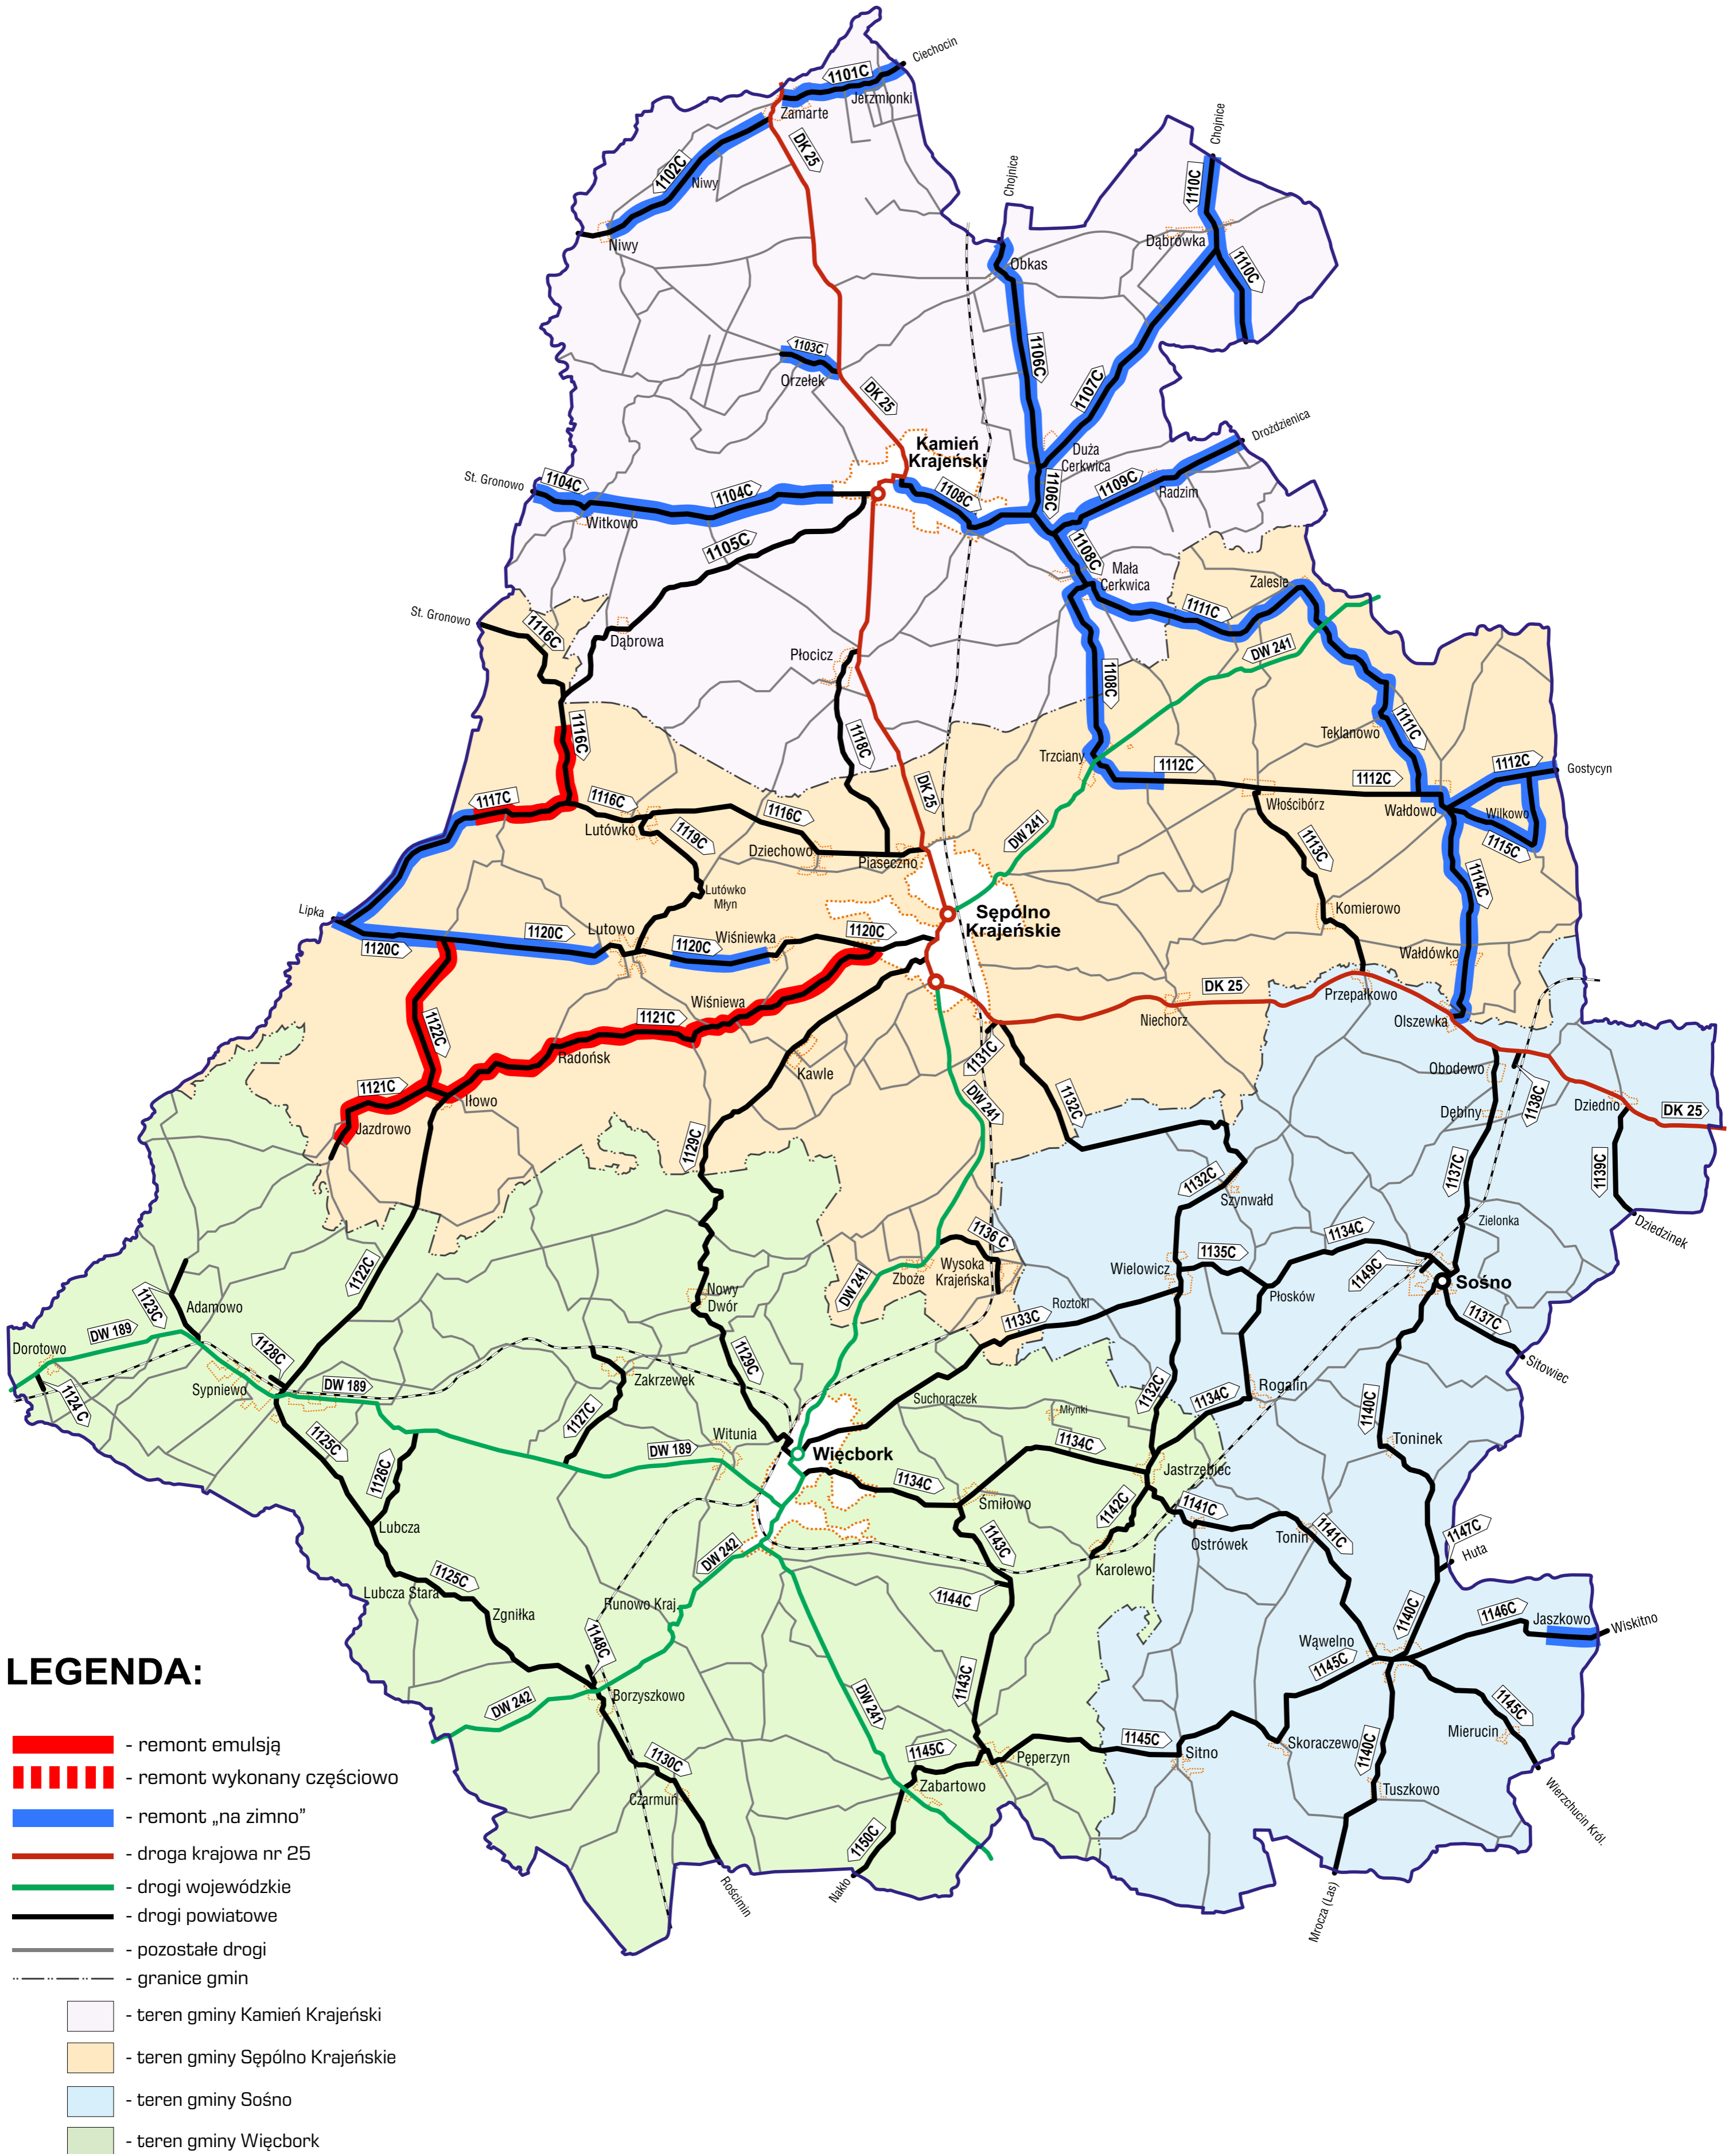 Ciechocin
1101C
Jerzmionki
Zamarte
DK 25
1102C
Niwy
Niwy
Chojnice
Chojnice
1110C
Dąbrówka
1110C
Obkas
1106C
1107C
1103C
Orzełek
DK 25
Kamień
Krajeński
Duża
Cerkwica
Drożdzienica
St. Gronowo
1104C
1104C
Witkowo
1108C
1106C
1109C
Radzim
1105C
1108C
Mała
Cerkwica
Zalesie
1111C
St. Gronowo
1116C
Dąbrowa
Płocicz
DW 241
1108C
1116C
1118C
Teklanowo
1111C
Trzciany
1112C
1112C
1112C
Gostycyn
DK 25
1117C
1116C
Lutówko
1116C
1119C
Dziechowo
Piaseczno
DW 241
Włościbórz
Wałdowo
Wilkowo
1115C
1113C
1114C
Lutówko
Młyn
Lipka
1120C
1120C
Lutowo
1120C
Wiśniewka
1120C
Sępólno
Krajeńskie
Komierowo
Wałdówko
1122C
Wiśniewa
1121C
Radońsk
Kawle
DK 25
Niechorz
Przepałkowo
Olszewka
1121C
Iłowo
Jazdrowo
1131C
1132C
DW 241
Obodowo
1138C
Dziedno
DK 25
Dębiny
1129C
1137C
1139C
1132C
Szynwałd
Dziedzinek
Zielonka
1134C
1136 C
1135C
Wielowicz
1149C
Sośno
Zboże
Wysoka
Krajeńska
Płosków
1137C
Sitowiec
1122C
1123C
Adamowo
Nowy
Dwór
DW 241
Roztoki
1133C
Dorotowo
DW 189
1128C
Sypniewo
1124 C
DW 189
1129C
Zakrzewek
1127C
Suchorączek
Młynki
1132C
1134C
Rogalin
1140C
1125C
1126C
Witunia
DW 189
Więcbork
1134C
1134C
Toninek
Jastrzębiec
Śmiłowo
1142C
1141C
Ostrówek
Tonin
1141C
Lubcza
1143C
Karolewo
1147C
Huta
1125C
Lubcza Stara
DW 242
1144C
1140C
1146C
Jaszkowo
Wiskitno
Zgniłka
Runowo Kraj.
1148C
Wąwelno
1145C
LEGENDA:
- remont emulsją
- remont wykonany częściowo
- remont „na zimno”
- droga krajowa nr 25
- drogi wojewódzkie
- drogi powiatowe
- pozostałe drogi
- granice gmin
- teren gminy Kamień Krajeński
- teren gminy Sępólno Krajeńskie
- teren gminy Sośno
- teren gminy Więcbork
Borzyszkowo
DW 242
DW 241
1143C
1145C
Mierucin
1130C
Czarmuń
1145C
Zabartowo
Pęperzyn
1145C
Sitno
Skoraczewo
1140C
Tuszkowo
Wierzchucin Król.
1150C
Rościmin
Nakło
Mrocza (Las)